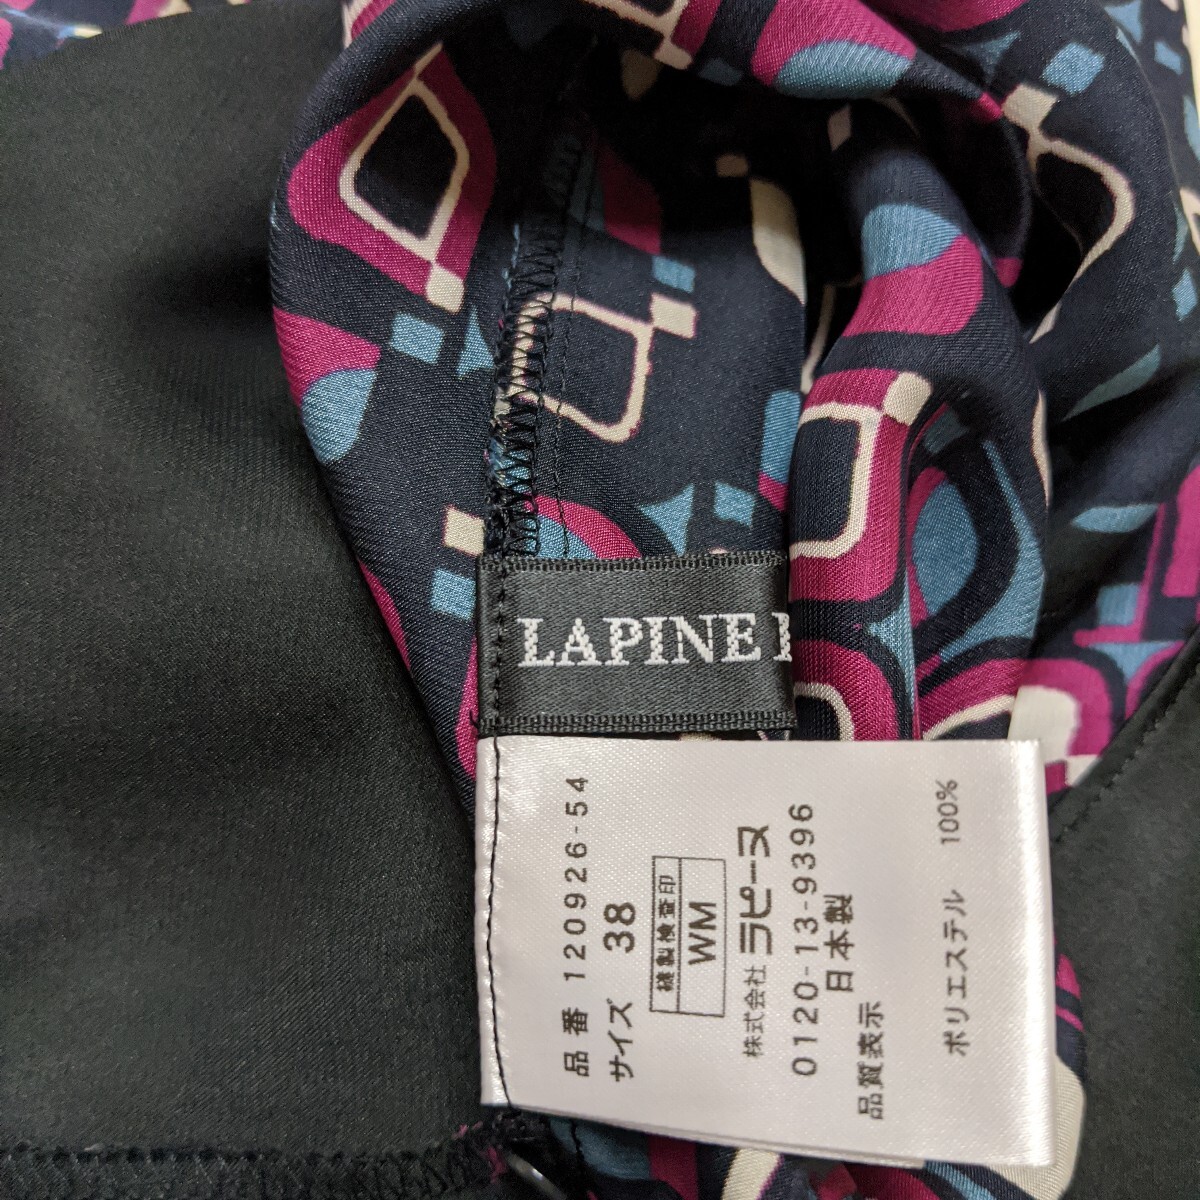 LAPINE
品番 120926-54
サイズ 38
縫製検査印 WM
株式会社 ラピーヌ
0120-13-9396
日本製
品質表示
ポリエステル 100%